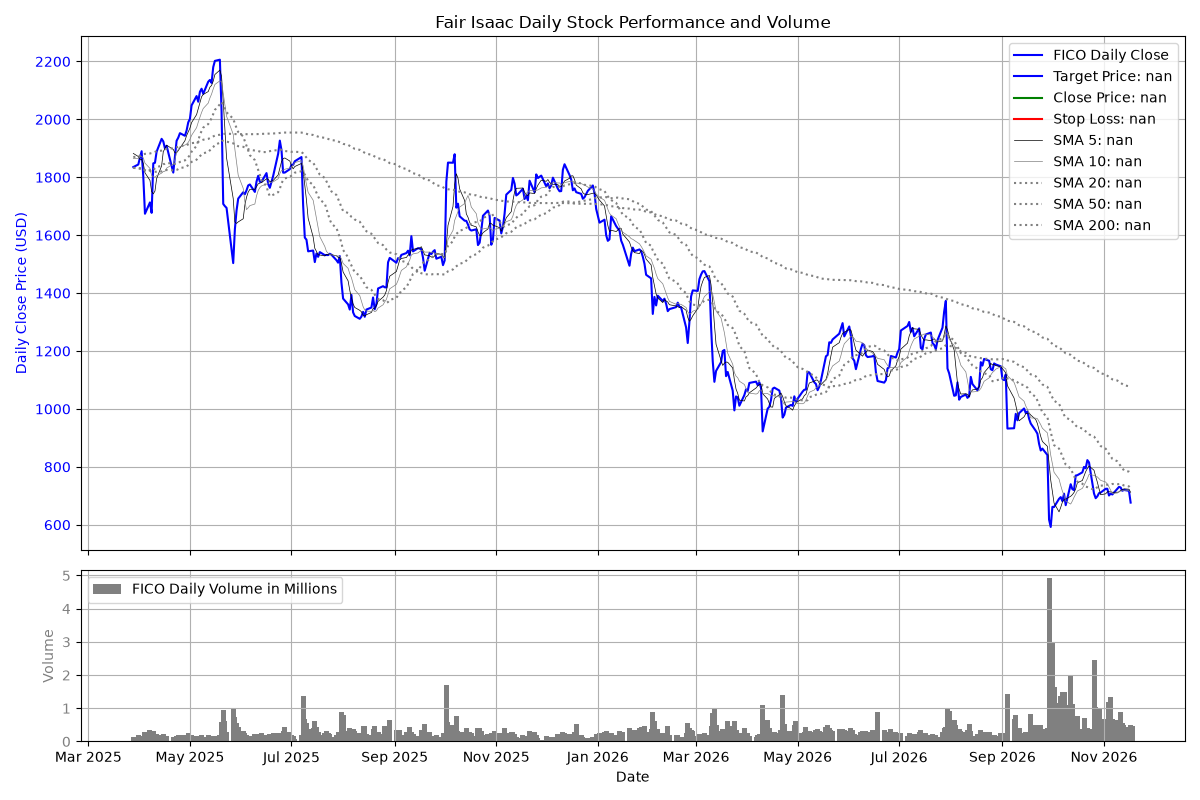 Fair Isaac Daily Stock Performance and Volume
Daily Close Price (USD)
2200
2000
1800
1600
1400
1200
1000
800
600
FICO Daily Close
Target Price: nan
Close Price: nan
Stop Loss: nan
SMA 5: nan
SMA 10: nan
SMA 20: nan
SMA 50: nan
SMA 200: nan
Volume
5
4
3
2
1
0
FICO Daily Volume in Millions
Mar 2025 May 2025 Jul 2025 Sep 2025 Nov 2025 Jan 2026 Mar 2026 May 2026 Jul 2026 Sep 2026 Nov 2026
Date